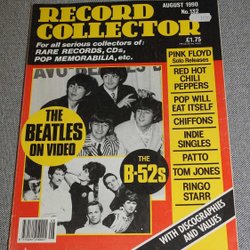 RECORD
COLLECTOR
AUGUST 1990
No. 132
£1.75
For all serious collectors of
RARE RECORDS, CDs,
POP MEMORABILIA, etc.
PINK FLOYD
Solo Releases
RED HOT
CHILI
PEPPERS
POP WILL
EAT ITSELF
CHIFFONS
INDIE
SINGLES
PATTO
TOM JONES
RINGO
STARR
THE
BEATLES
ON VIDEO
THE
B-52s
WITH DISCOGRAPHIES
AND VALUES